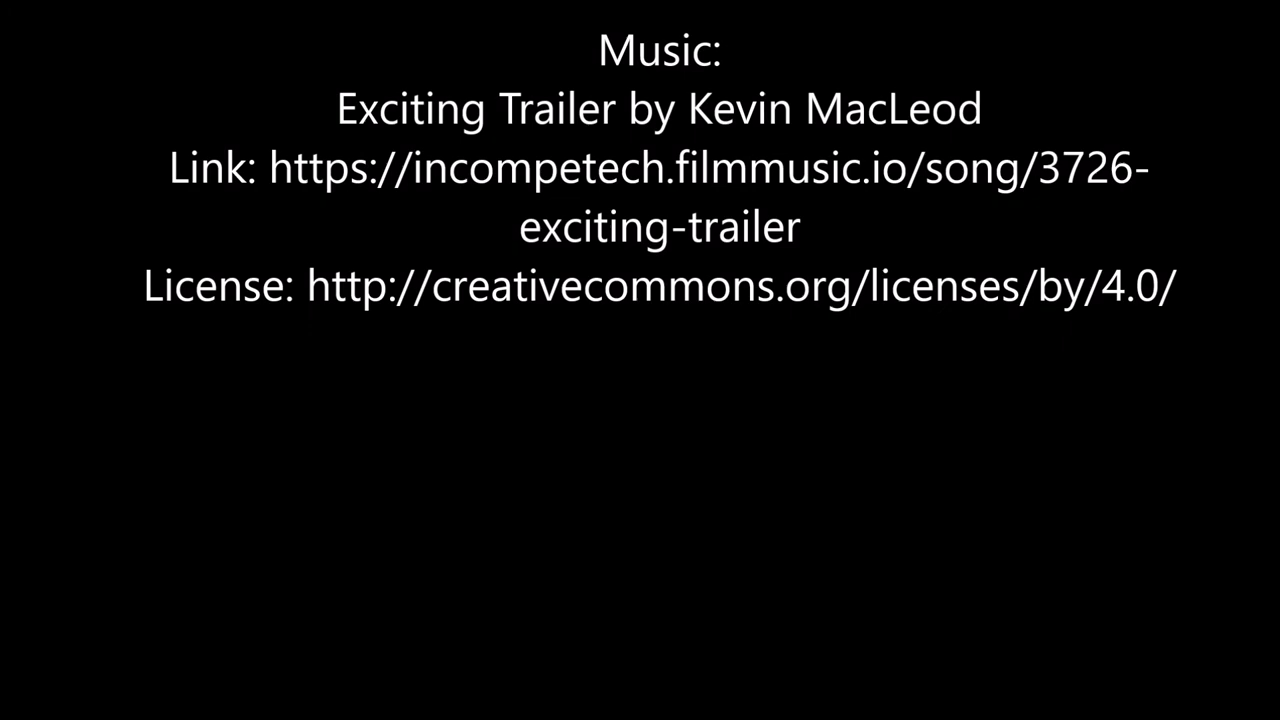 Music:
Exciting Trailer by Kevin MacLeod
Link: https://incompetech.filmmusic.io/song/3726-
exciting-trailer
License: http://creativecommons.org/licenses/by/4.0/